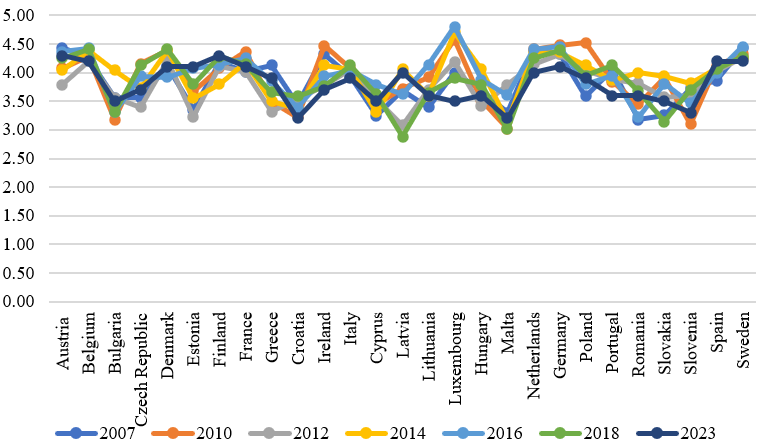 5.00
4.50
4.00
3.50
3.00
2.50
2.00
1.50
1.00
0.50
0.00
Austria
Belgium
Bulgaria
Czech Republic
Denmark
Estonia
Finland
France
Greece
Croatia
Ireland
Italy
Cyprus
Latvia
Lithuania
Luxembourg
Hungary
Malta
Netherlands
Germany
Poland
Portugal
Romania
Slovakia
Slovenia
Spain
Sweden
2007 2010 2012 2014 2016 2018 2023